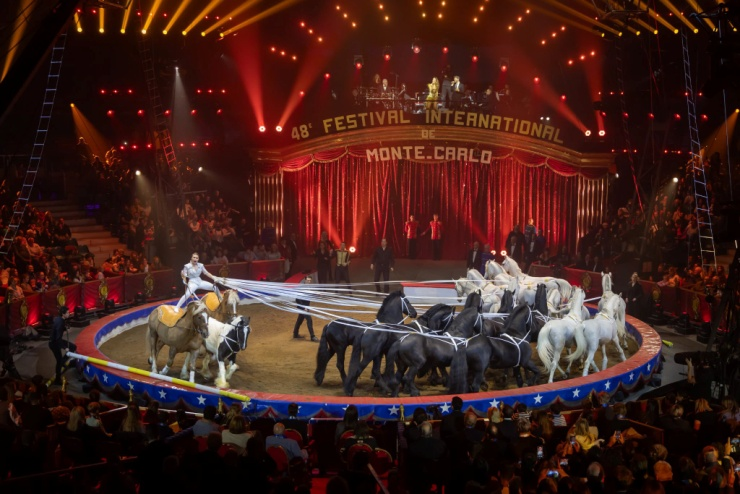 48e FESTIVAL INTERNATIONAL
DE
MONTE-CARLO